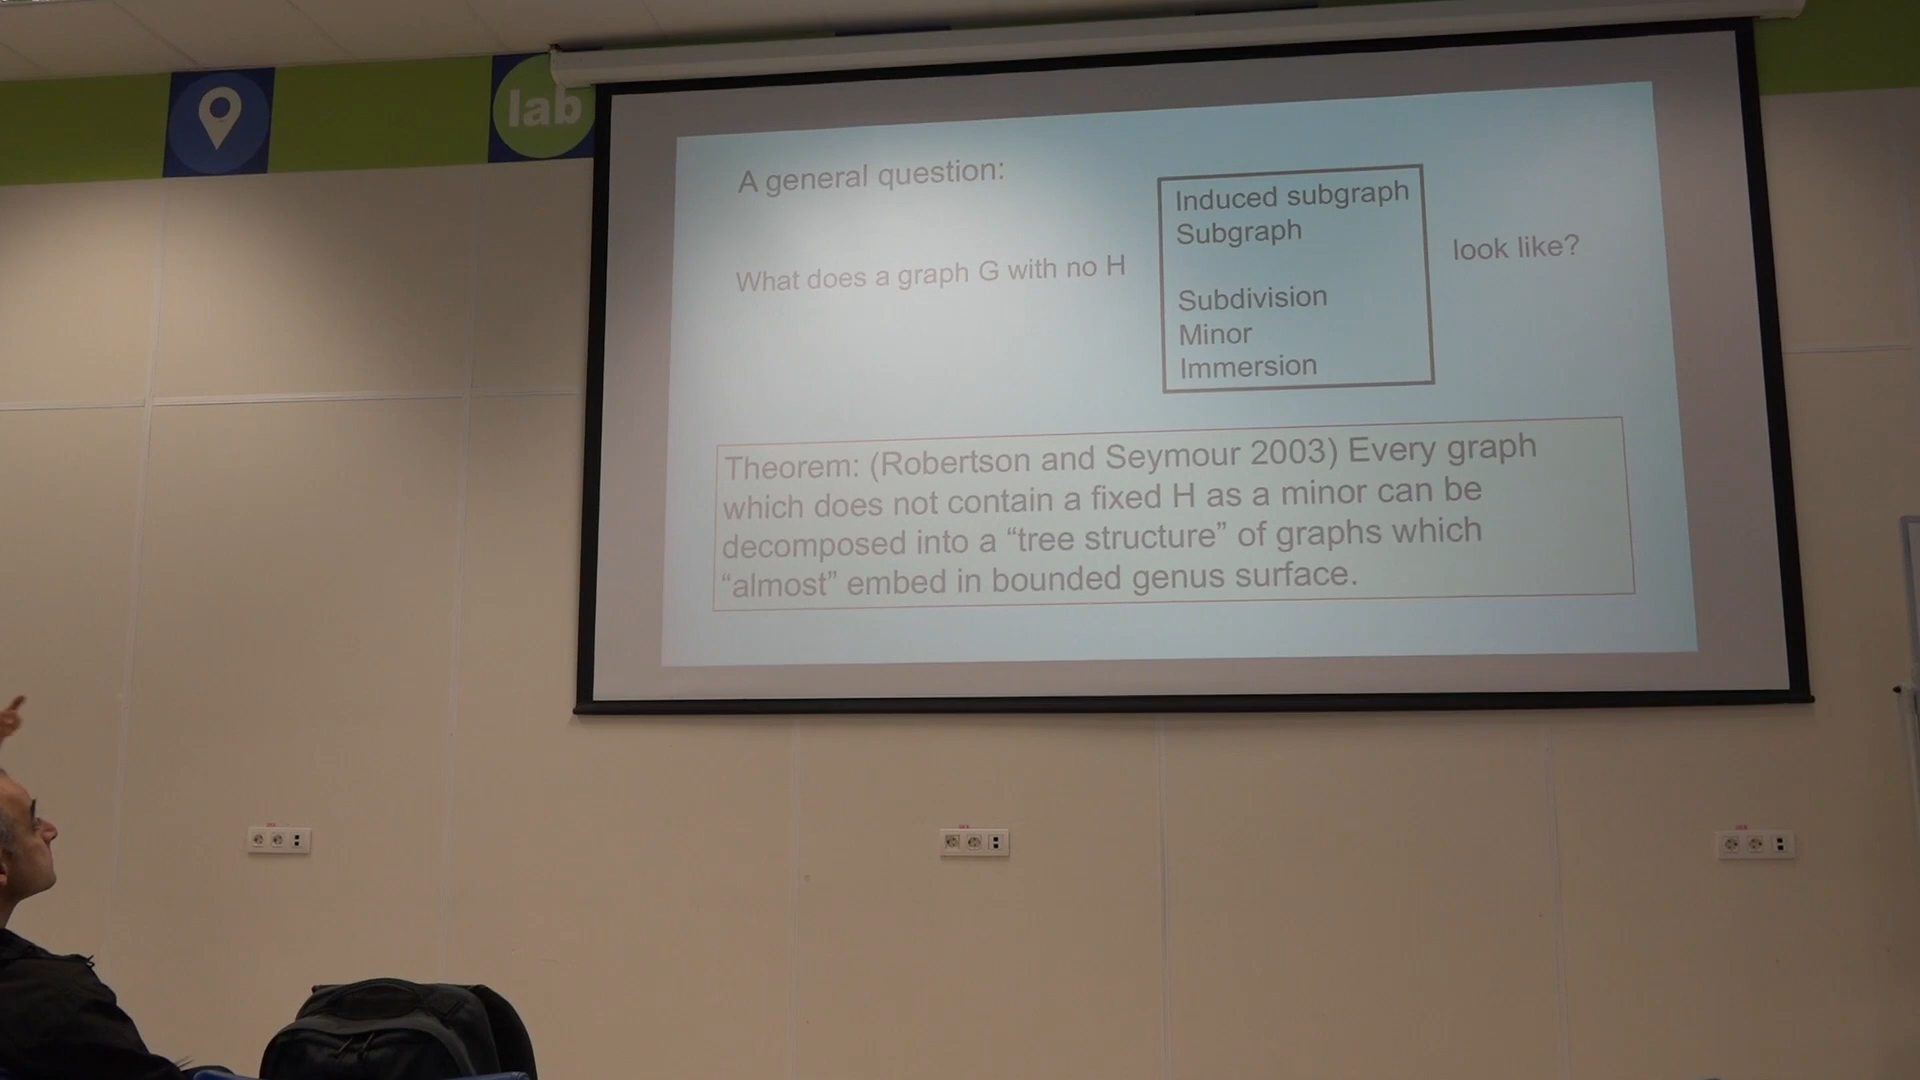 lab
A general question:
What does a graph G with no H
Induced subgraph
Subgraph
Subdivision
Minor
Immersion
look like?
Theorem: (Robertson and Seymour 2003) Every graph
which does not contain a fixed H as a minor can be
decomposed into a “tree structure” of graphs which
“almost” embed in bounded genus surface.